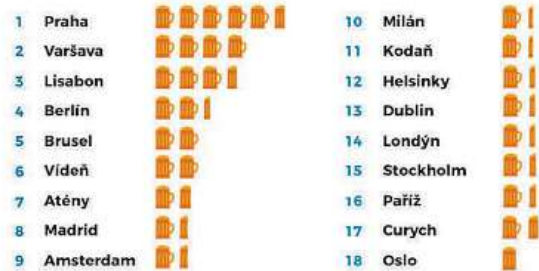 1 Praha
2 Varšava
3 Lisabon
4 Berlín
5 Brusel
6 Vídeň
7 Atény
8 Madrid
9 Amsterdam
10 Milán
11 Kodaň
12 Helsinky
13 Dublin
14 Londýn
15 Stockholm
16 Paříž
17 Curych
18 Oslo